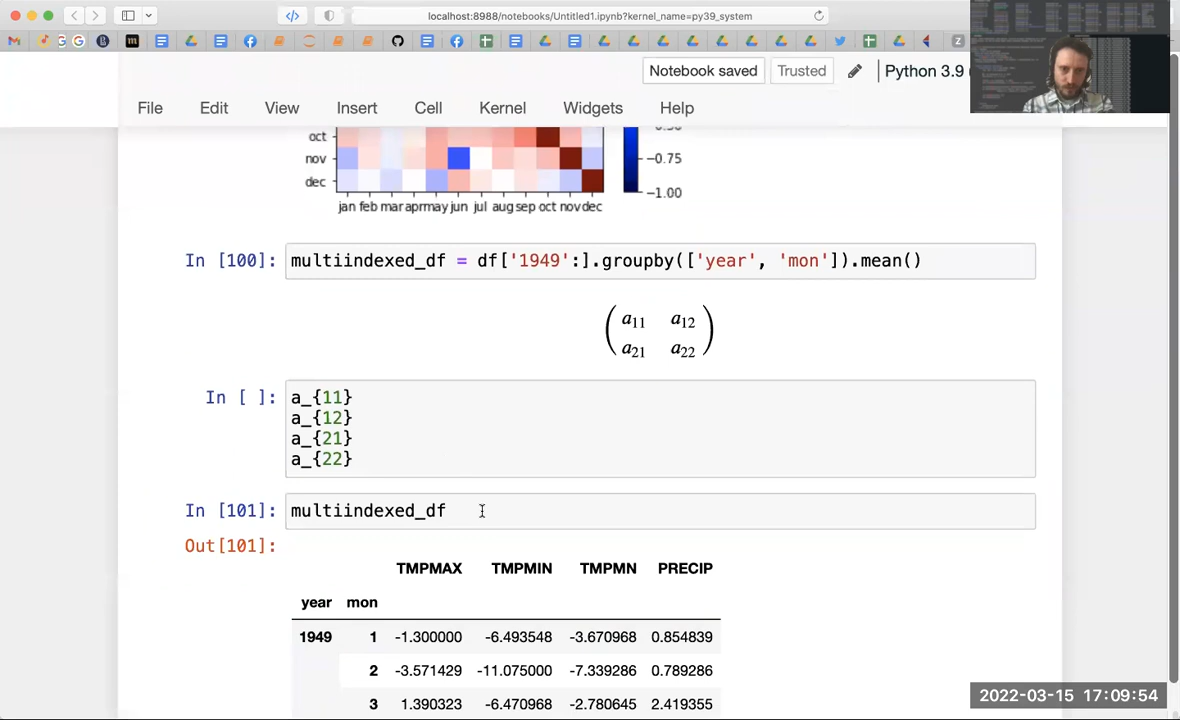 localhost:8988/notebooks/Untitled1.ipynb?kernel_name=py39_system
Notebook saved
Trusted
Python 3.9
File Edit View Insert Cell Kernel Widgets Help
oct
nov
dec
−0.75
−1.00
jan feb mar apr may jun jul aug sep oct nov dec
In [100]: multiindexed_df = df['1949':].groupby(['year', 'mon']).mean()
a11 a12
a21 a22
In [ ]: a_{11}
a_{12}
a_{21}
a_{22}
In [101]: multiindexed_df
Out[101]:
TMPMAX TMPMIN TMPMN PRECIP
year mon
1949 1 -1.300000 -6.493548 -3.670968 0.854839
2 -3.571429 -11.075000 -7.339286 0.789286
3 1.390323 -6.470968 -2.780645 2.419355
2022-03-15 17:09:54